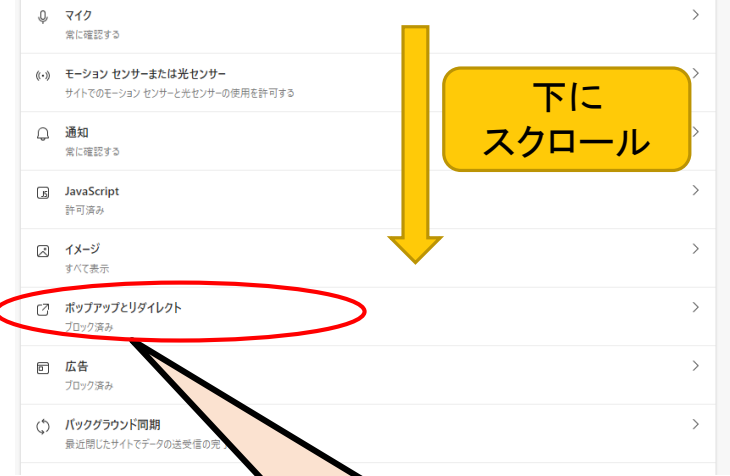 マイク
常に確認する
モーション センサーまたは光センサー
サイトでのモーション センサーと光センサーの使用を許可する
下に
スクロール
通知
常に確認する
JavaScript
許可済み
イメージ
すべて表示
ポップアップとリダイレクト
ブロック済み
広告
ブロック済み
バックグラウンド同期
最近閉じたサイトでデータの送受信の完